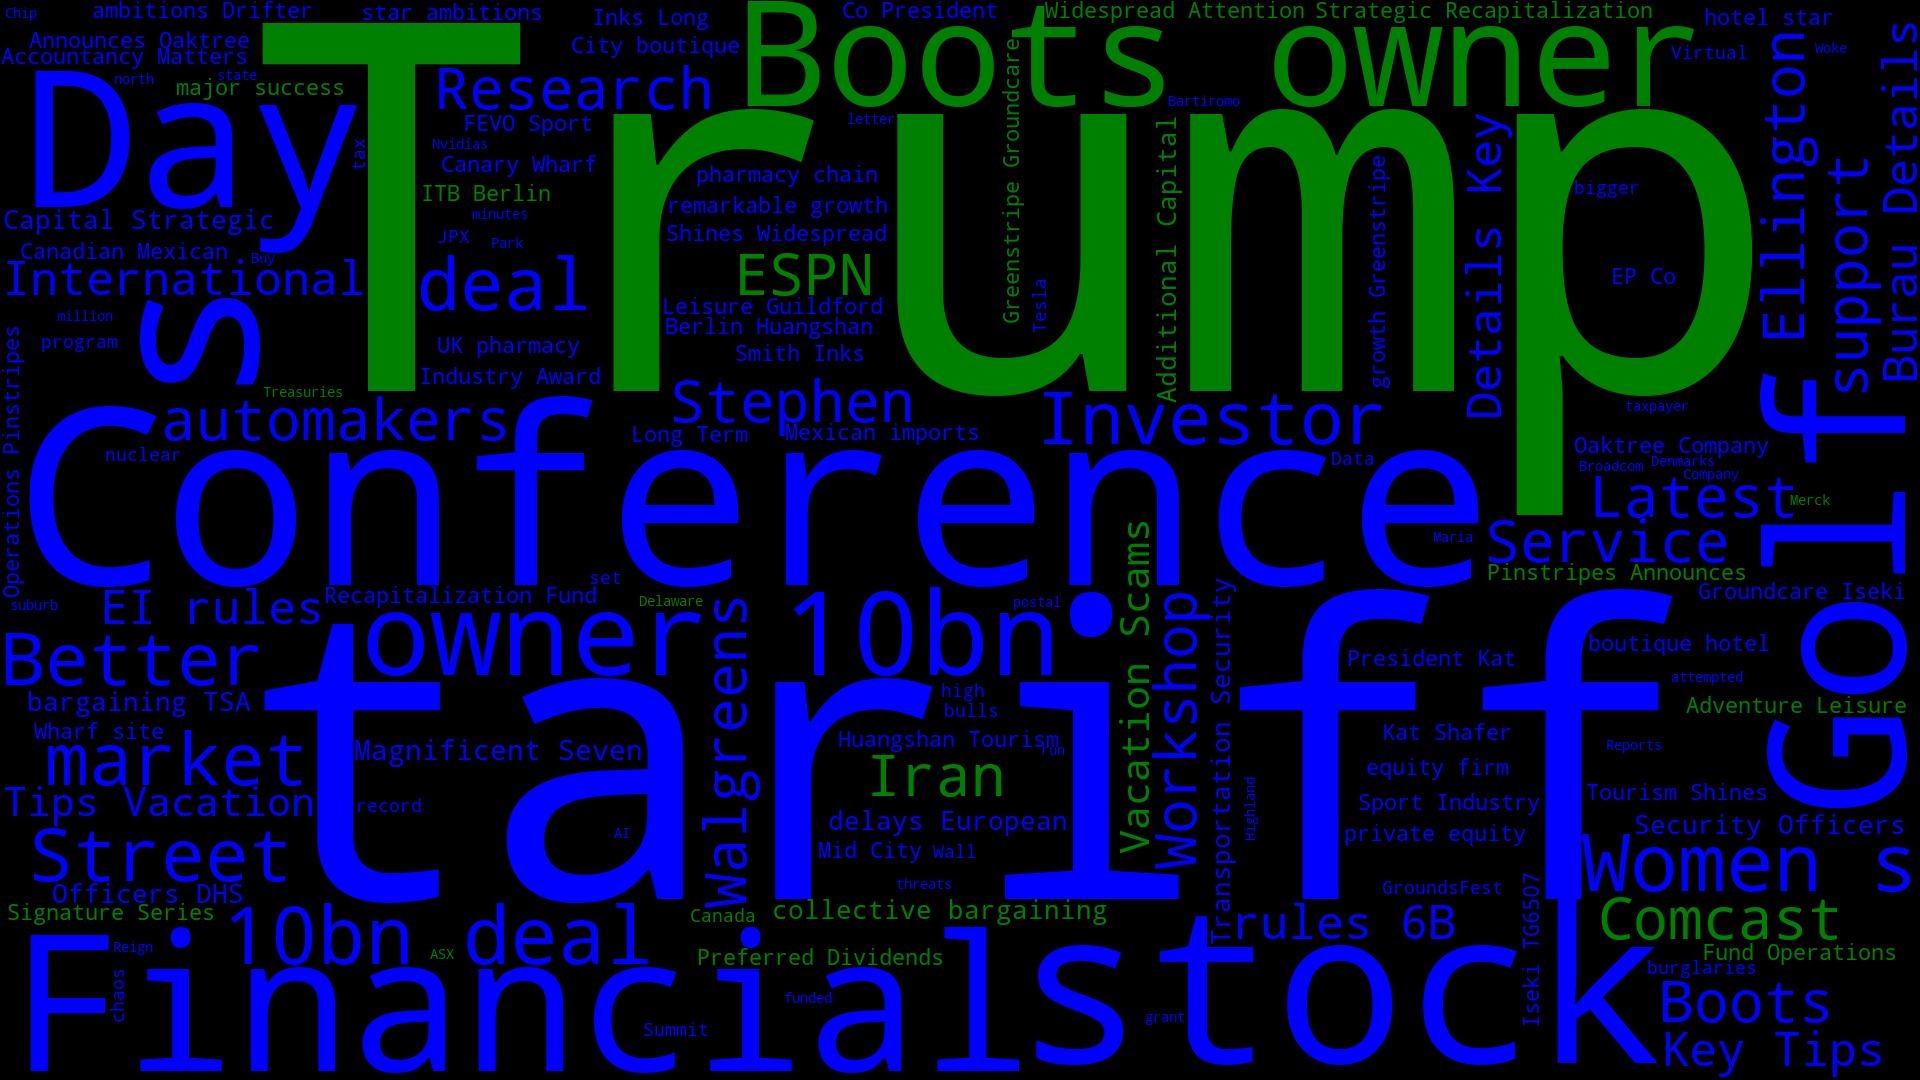 Chip
ambitions Drifter
star ambitions
Inks Long
Co President
Widespread Attention
Strategic Recapitalization
hotel star
Announces Oaktree
City boutique
Boots owner
Virtual
Woke
Accountancy Matters
north
state
major success
Day
Trump
Research
FEVO Sport
Nvidias
Canary Wharf
ITB Berlin
minutes
JPX
Park
tax
letter
Bartiromo
pharmacy chain
remarkable growth
Shines Widespread
ESPN
Leisure Guildford
Berlin Huangshan
Smith Inks
Greenstripe Groundcare
Tesla
Additional Capital
growth Greenstripe
Details Key
bigger
EP Co
Ellington
support
Burau Details
Capital Strategic
Canadian Mexican
Buy
International
s
million
program
deal
UK pharmacy
Industry Award
Treasuries
Operations Pinstripes
automakers
nuclear
Stephen
Long Term
Mexican imports
Investor
Data
taxpayer
Oaktree Company
Broadcom
Denmarks
Company
Latest
Merck
Conference
Maria
Service
Golf
Pinstripes Announces
Groundcare Iseki
set
suburb
EI rules
Recapitalization Fund
Delaware
owner
10bn
postal
Better
bargaining TSA
Wharf site
market
Tips Vacation
Street
Officers DHS
Signature Series
tariff
Magnificent Seven
record
AI
Walgreens
high
bulls
Huangshan Tourism
run
Iran
delays European
Mid City
Wall
threats
Vacation Scams
Workshop
Transportation Security
Highland
President Kat
Kat Shafer
equity firm
Sport Industry
private equity
GroundsFest
boutique hotel
attempted
Adventure Leisure
Reports
Tourism Shines
Security Officers
Women s
Iseki TG6507
Canada
collective bargaining
10bn deal
ASX
Preferred Dividends
rules 6B
Comcast
Fund Operations
Reign
chaos
Financial
funded
Summit
stock
grant
burglaries
Boots
Key Tips